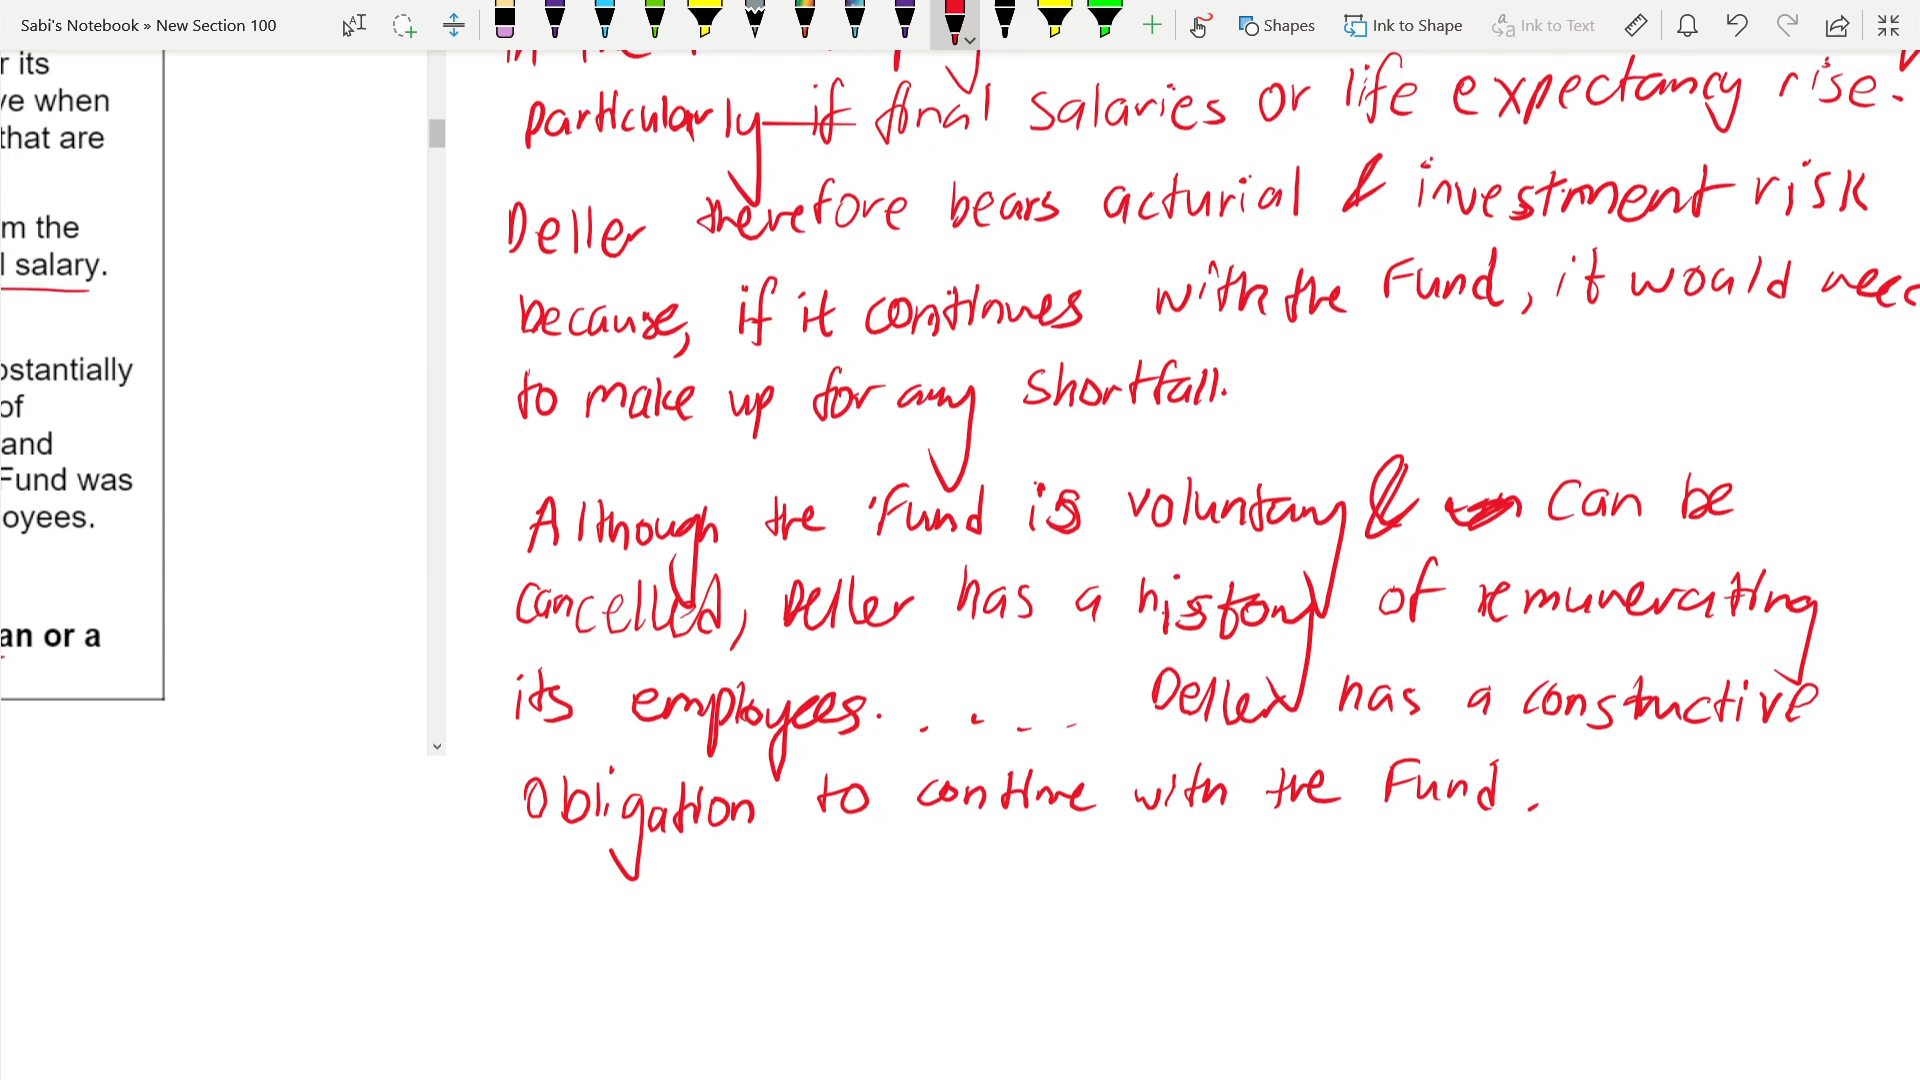 Sabi's Notebook » New Section 100
Shapes
Ink to Shape
Ink to Text
r its
ve when
that are
m the
l salary.
ostantially
of
and
Fund was
oyees.
an or a
particularly if final salaries or life expectancy rise.
Deller therefore bears acturial & investment risk
because, if it continues with the Fund, it would need
to make up for any shortfall.
Although the Fund is voluntary & can be
cancelled, Deller has a history of remunerating
its employees. . . . . Deller has a constructive
obligation to continue with the Fund.